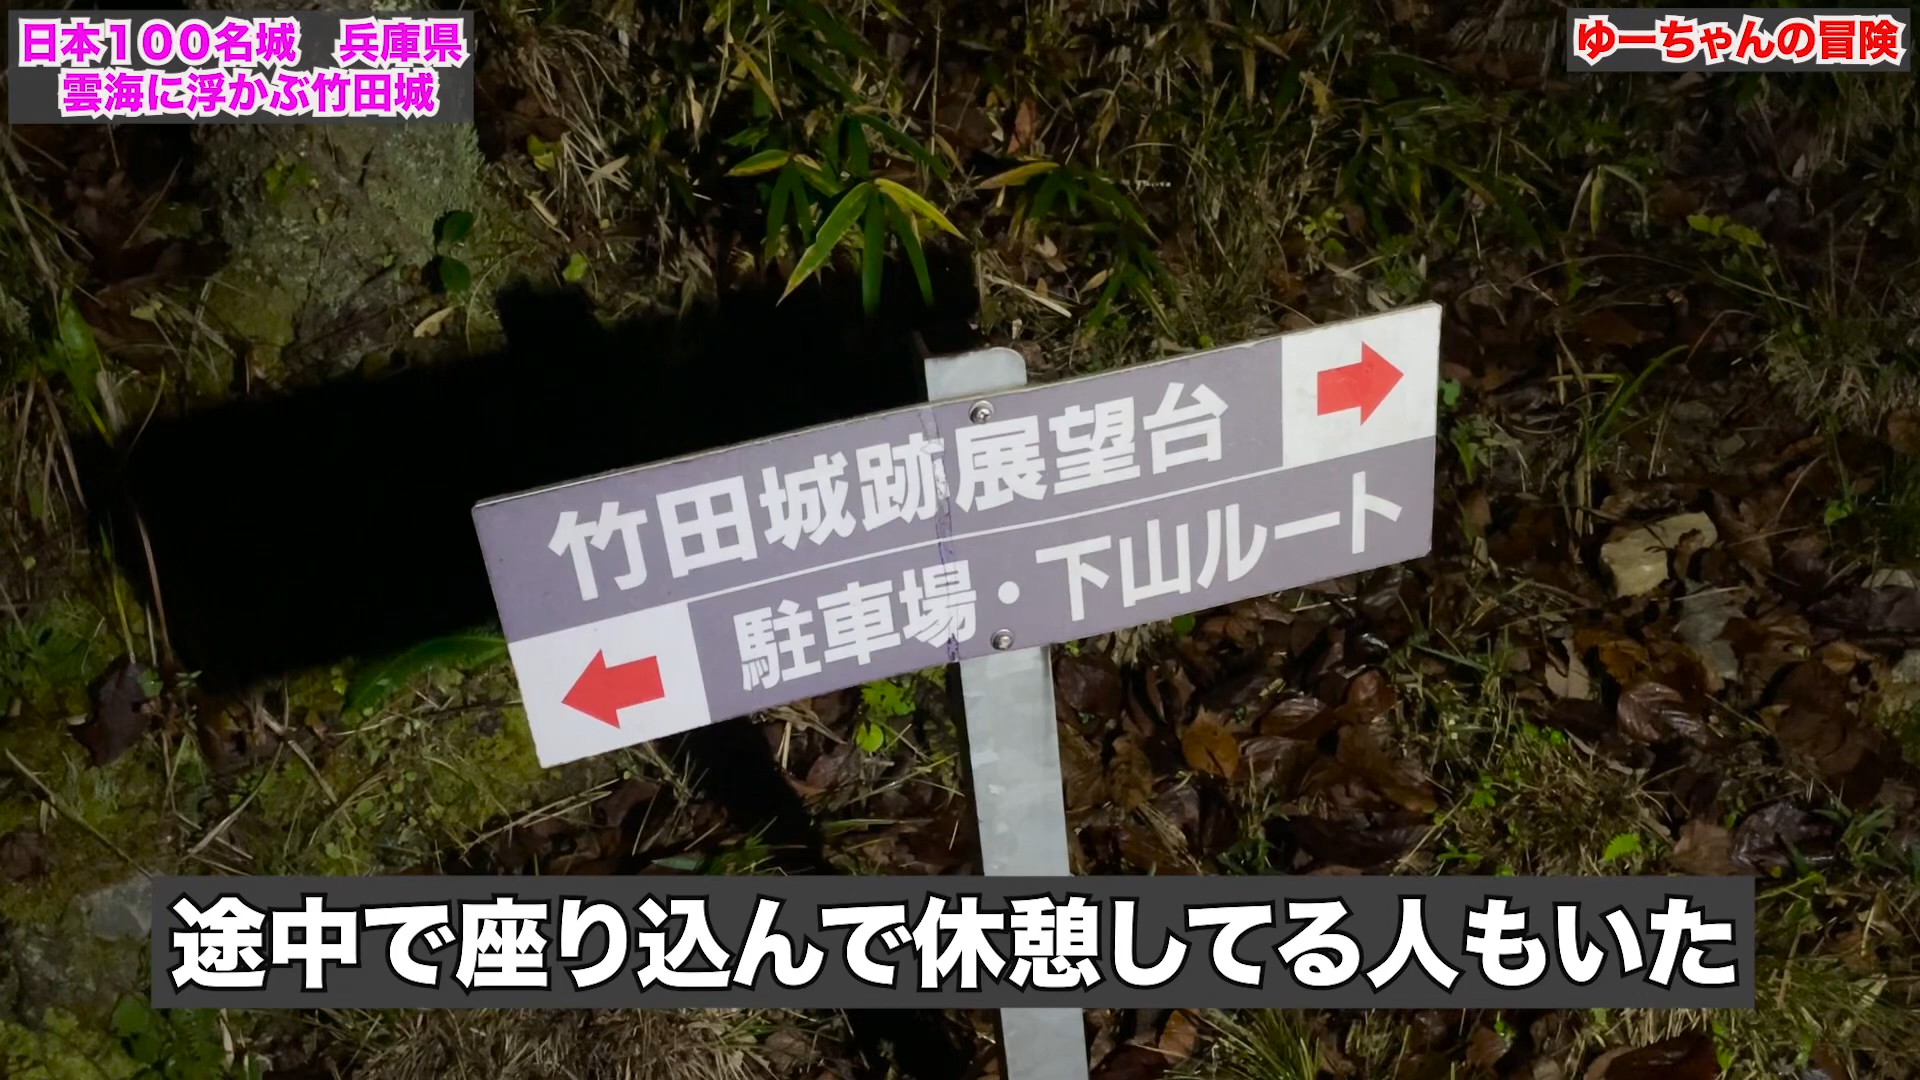 日本１００名城　兵庫県
雲海に浮かぶ竹田城
ゆーちゃんの冒険
竹田城跡展望台
駐車場・下山ルート
途中で座り込んで休憩してる人もいた